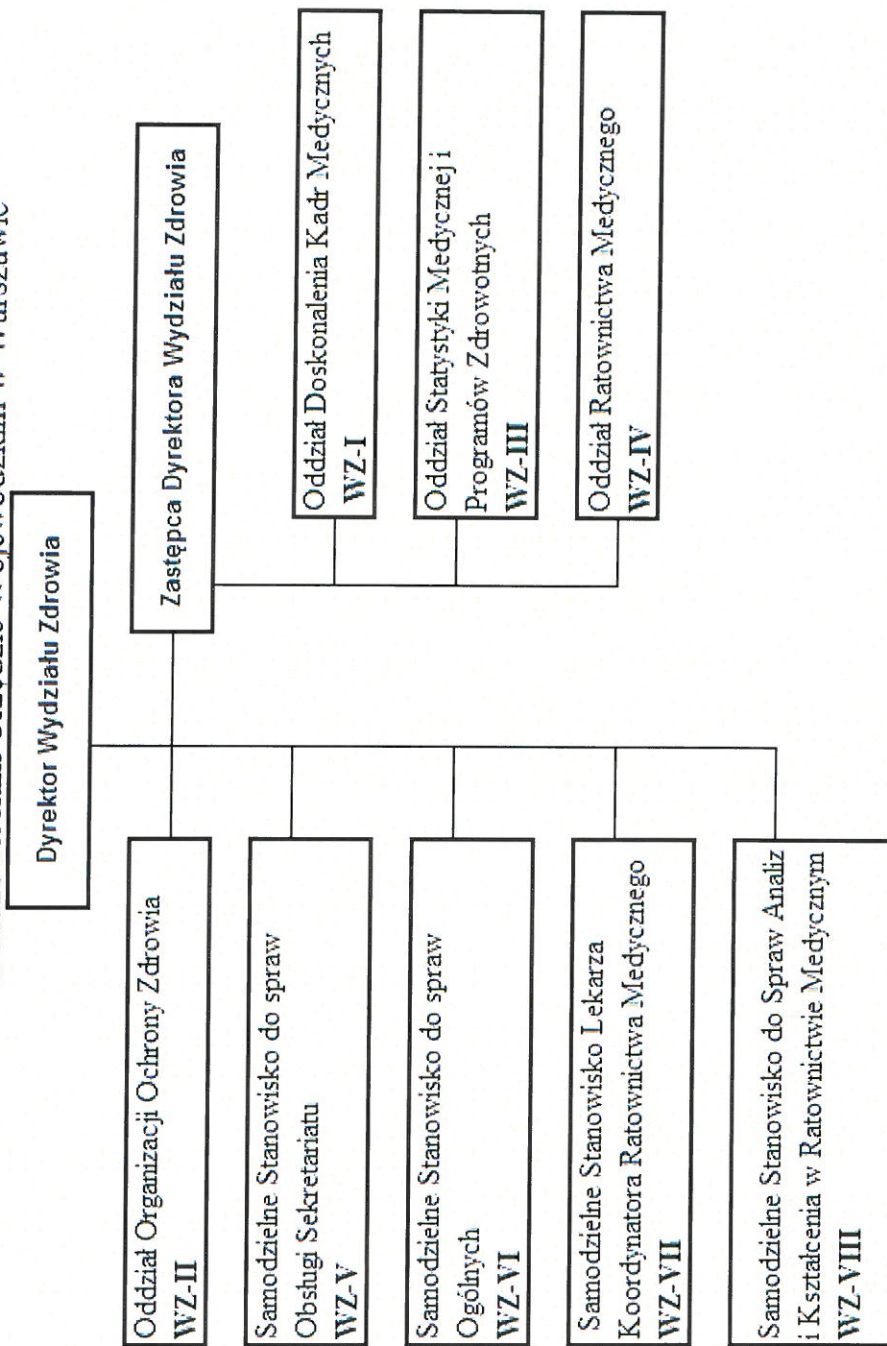 Dyrektor Wydziału Zdrowia
Zastępca Dyrektora Wydziału Zdrowia
Oddział Organizacji Ochrony Zdrowia
WZ-II
Samodzielne Stanowisko do spraw
Obsługi Sekretariatu
WZ-V
Samodzielne Stanowisko do spraw
Ogólnych
WZ-VI
Samodzielne Stanowisko Lekarza
Koordynatora Ratownictwa Medycznego
WZ-VII
Samodzielne Stanowisko do Spraw Analiz
i Kształcenia w Ratownictwie Medycznym
WZ-VIII
Oddział Doskonalenia Kadr Medycznych
WZ-I
Oddział Statystyki Medycznej i
Programów Zdrowotnych
WZ-III
Oddział Ratownictwa Medycznego
WZ-IV